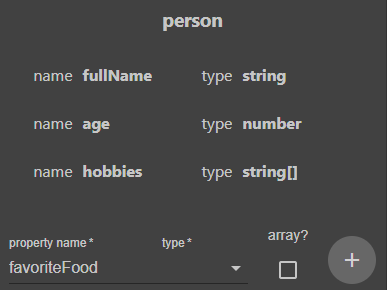 person
name fullName type string
name age type number
name hobbies type string[]
array?
property name * type *
favoriteFood
+